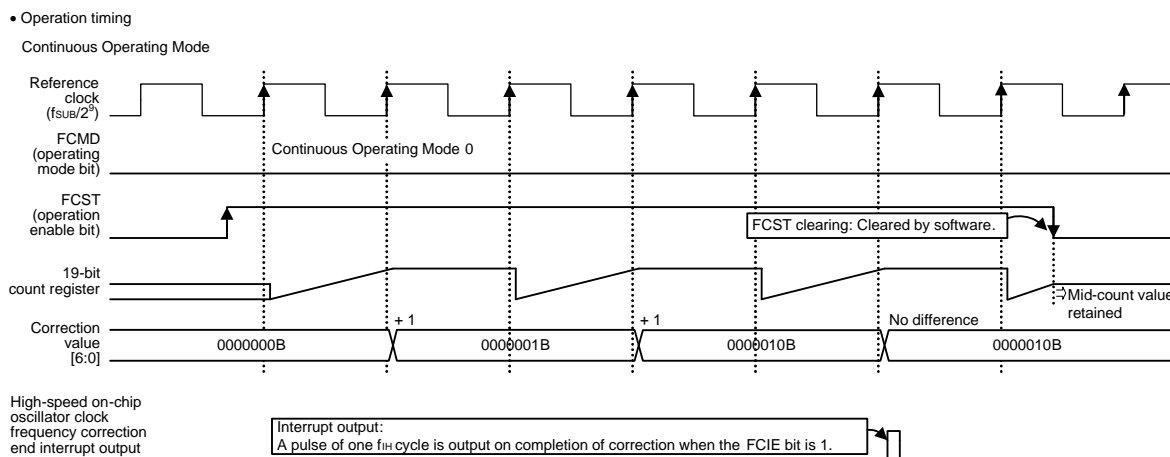 • Operation timing
Continuous Operating Mode
Reference
clock
(fSUB/2⁹)
FCMD
(operating
mode bit)
Continuous Operating Mode 0
FCST
(operation
enable bit)
FCST clearing: Cleared by software.
19-bit
count register
Mid-count value
retained
Correction
value
[6:0]
+ 1
+ 1
No difference
0000000B
0000001B
0000010B
0000010B
High-speed on-chip
oscillator clock
frequency correction
end interrupt output
Interrupt output:
A pulse of one fIH cycle is output on completion of correction when the FCIE bit is 1.